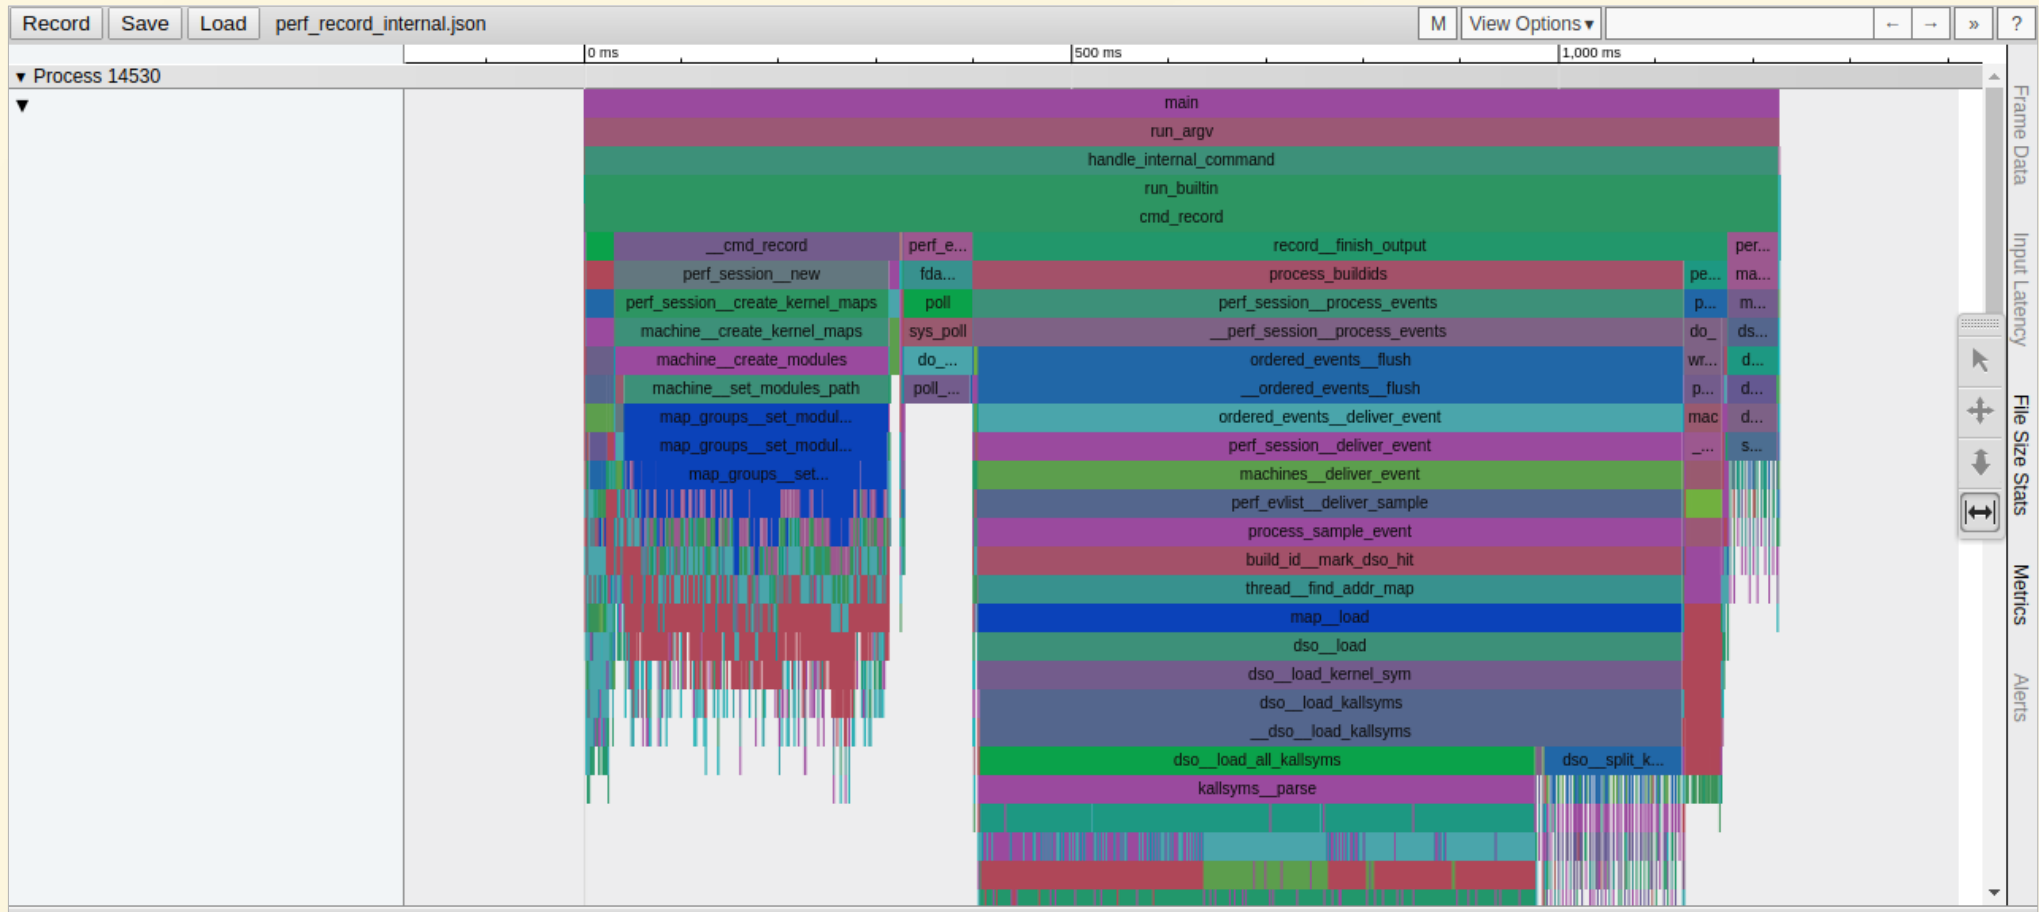 Record Save Load perf_record_internal.json M View Options▾ ← → » ?
0 ms 500 ms 1,000 ms
▾ Process 14530
▼
main
run_argv
handle_internal_command
run_builtin
cmd_record
__cmd_record perf_e... record__finish_output per...
perf_session__new fda... process_buildids pe... ma...
perf_session__create_kernel_maps poll perf_session__process_events p... m...
machine__create_kernel_maps sys_poll __perf_session__process_events do_ ds...
machine__create_modules do_... ordered_events__flush wr... d...
machine__set_modules_path poll_... __ordered_events__flush p... d...
map_groups__set_modul... ordered_events__deliver_event mac d...
map_groups__set_modul... perf_session__deliver_event _... s...
map_groups__set... machines__deliver_event
perf_evlist__deliver_sample
process_sample_event
build_id__mark_dso_hit
thread__find_addr_map
map__load
dso__load
dso__load_kernel_sym
dso__load_kallsyms
__dso__load_kallsyms
dso__load_all_kallsyms dso__split_k...
kallsyms__parse
Frame Data
Input Latency
File Size Stats
Metrics
Alerts